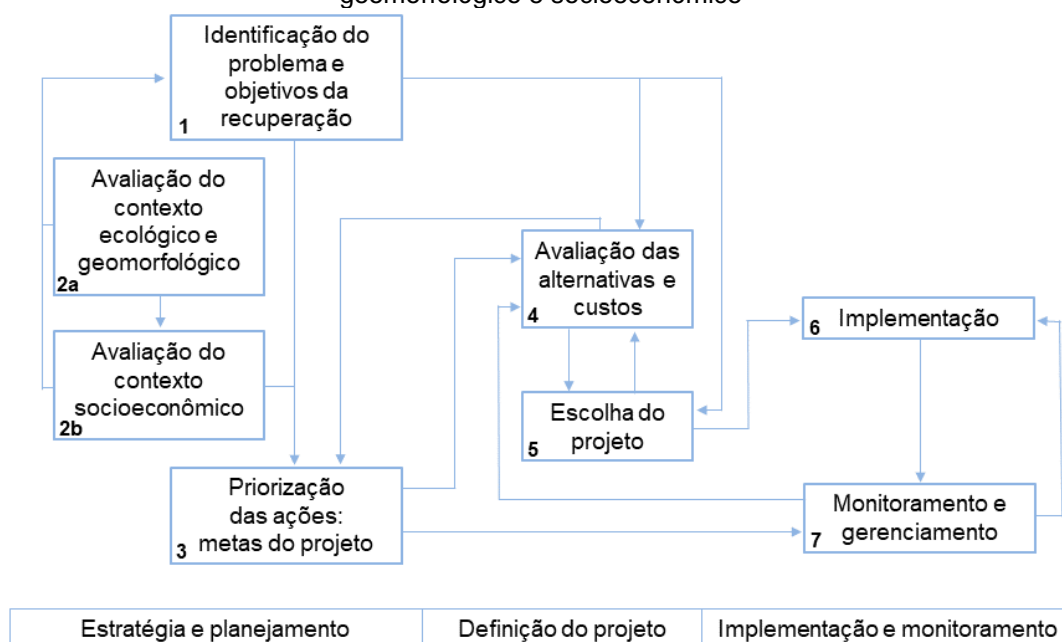 geomorfológico e socioeconômico
Identificação do
problema e
objetivos da
recuperação
1
Avaliação do
contexto
ecológico e
geomorfológico
2a
Avaliação do
contexto
socioeconômico
2b
Priorização
das ações:
metas do projeto
3
Avaliação das
alternativas e
custos
4
Escolha do
projeto
5
Implementação
6
Monitoramento e
gerenciamento
7
Estratégia e planejamento
Definição do projeto
Implementação e monitoramento